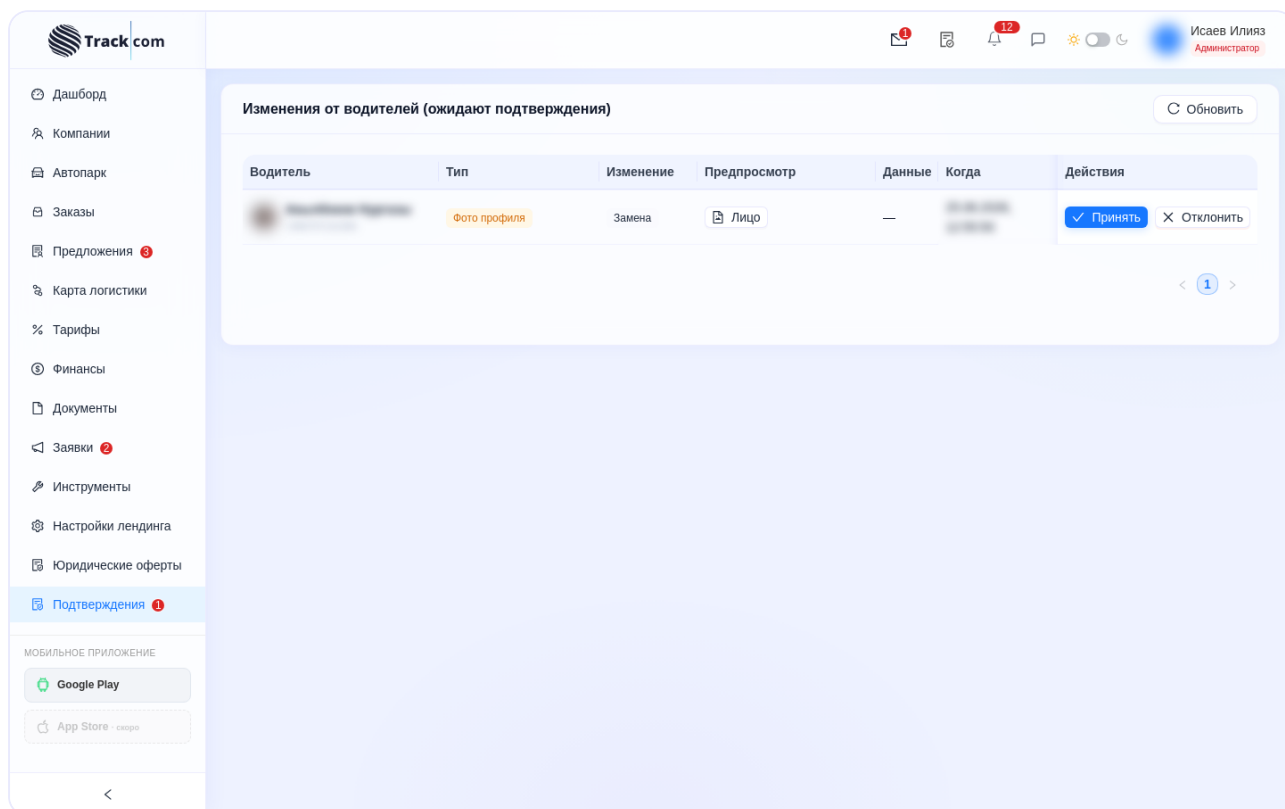 Track com
1
12
Исаев Илияз
Администратор
Дашборд
Компании
Автопарк
Заказы
Предложения 3
Карта логистики
Тарифы
Финансы
Документы
Заявки 2
Инструменты
Настройки лендинга
Юридические оферты
Подтверждения 1
МОБИЛЬНОЕ ПРИЛОЖЕНИЕ
Google Play
App Store - скоро
Изменения от водителей (ожидают подтверждения)
Обновить
Водитель Тип Изменение Предпросмотр Данные Когда Действия
Фото профиля Замена Лицо — Принять Отклонить
1